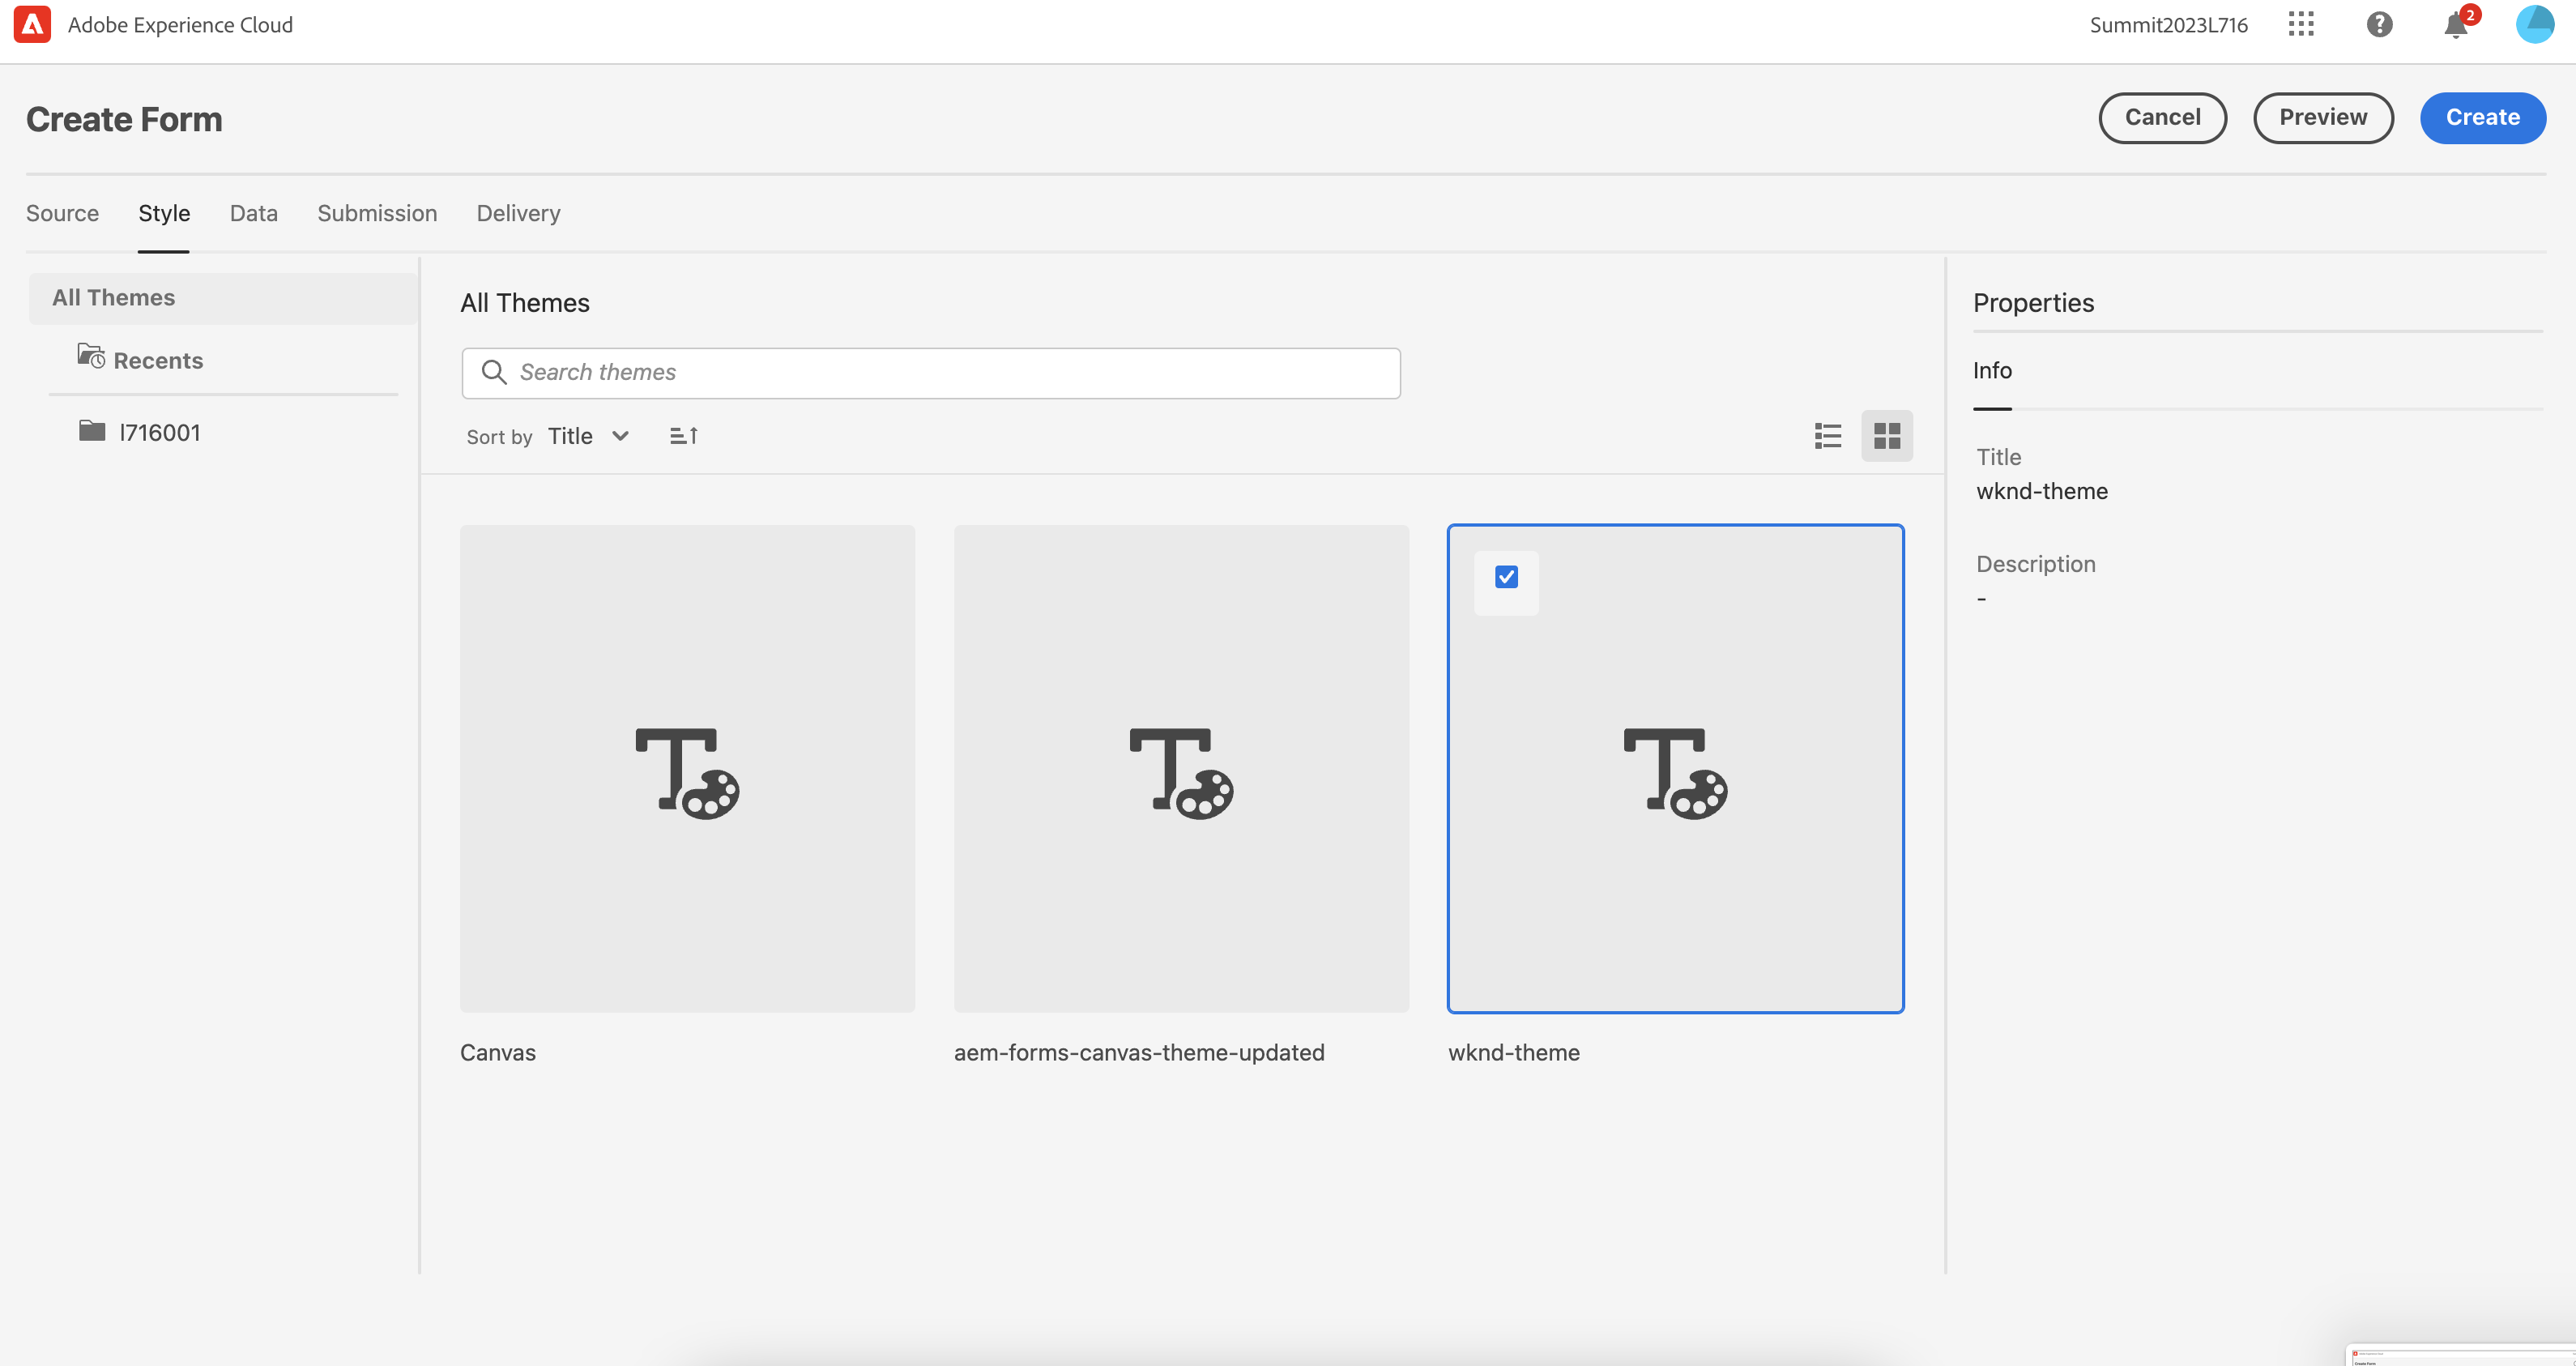 Adobe Experience Cloud
Summit2023L716
2
Create Form
Cancel
Preview
Create
Source
Style
Data
Submission
Delivery
All Themes
Recents
l716001
All Themes
Search themes
Sort by Title
Canvas
aem-forms-canvas-theme-updated
wknd-theme
Properties
Info
Title
wknd-theme
Description
-